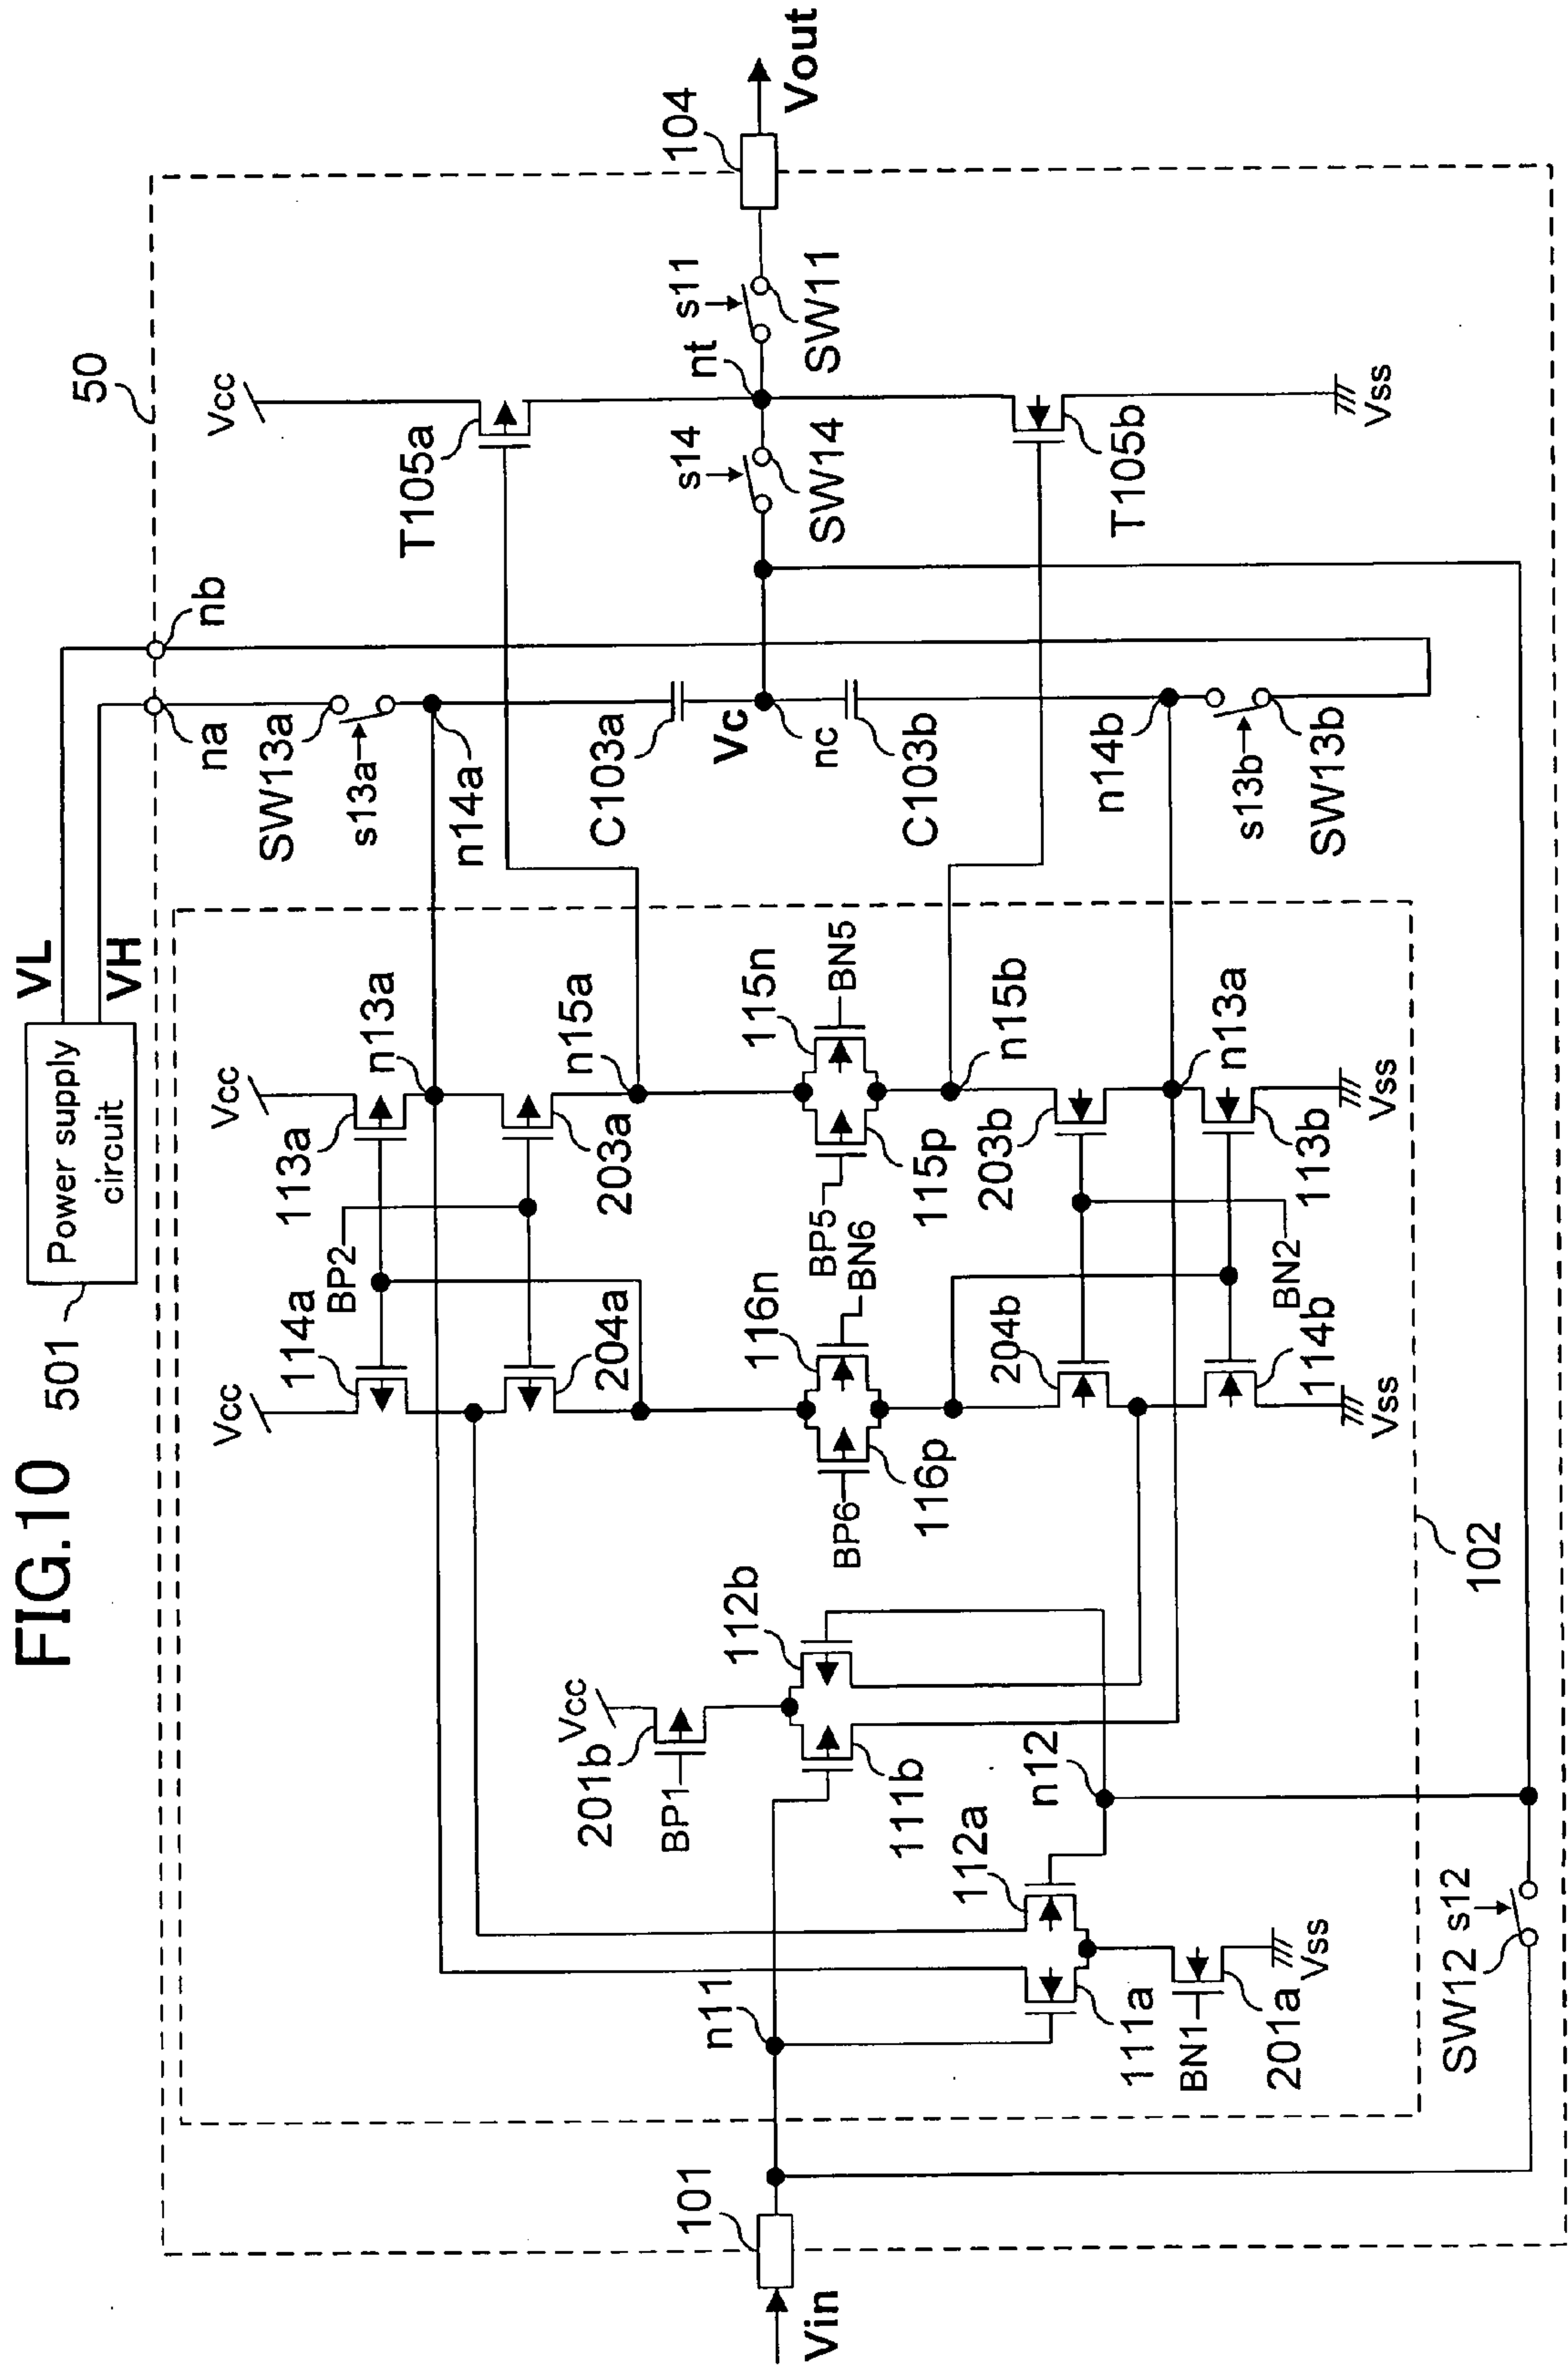 FIG.10
501
Power supply
circuit
VL
VH
na
nb
50
Vcc
114a
Vcc
113a
n13a
SW13a
s13a
n14a
Vcc
T105a
BP2
204a
203a
n15a
Vcc
201b
BP1
112b
111b
BP6
116p
116n
BN6
BP5
115p
115n
BN5
C103a
Vc
nc
C103b
s14
SW14
nt
s11
SW11
104
Vout
101
Vin
n11
n12
112a
111a
BN1
201a
Vss
204b
114b
Vss
BN2
203b
n15b
n13a
113b
Vss
n14b
s13b
SW13b
T105b
Vss
102
SW12
s12